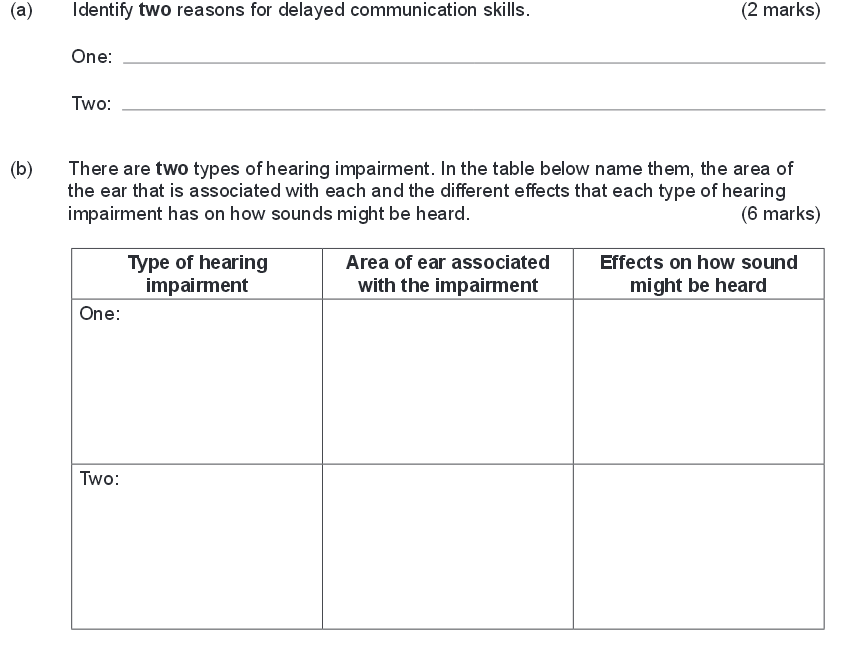 (a) Identify two reasons for delayed communication skills. (2 marks)
One:
Two:
(b) There are two types of hearing impairment. In the table below name them, the area of
the ear that is associated with each and the different effects that each type of hearing
impairment has on how sounds might be heard. (6 marks)
Type of hearing impairment
Area of ear associated with the impairment
Effects on how sound might be heard
One:
Two: